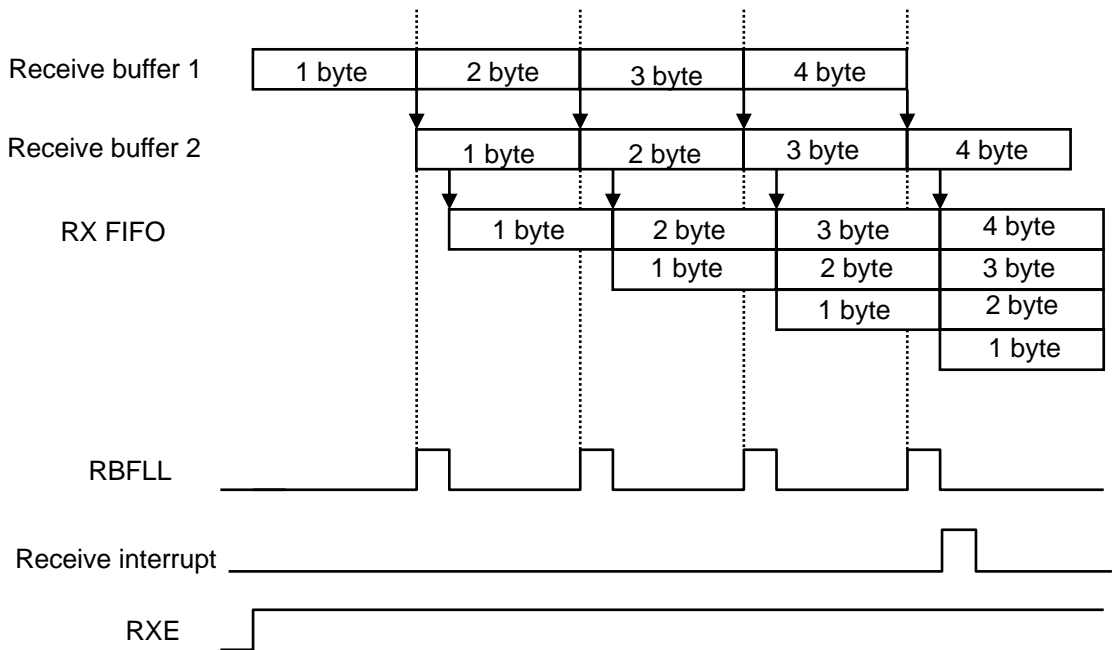 Receive buffer 1
1 byte 2 byte 3 byte 4 byte
Receive buffer 2
1 byte 2 byte 3 byte 4 byte
RX FIFO
1 byte 2 byte 3 byte 4 byte
1 byte 2 byte 3 byte
1 byte 2 byte
1 byte
RBFLL
Receive interrupt
RXE